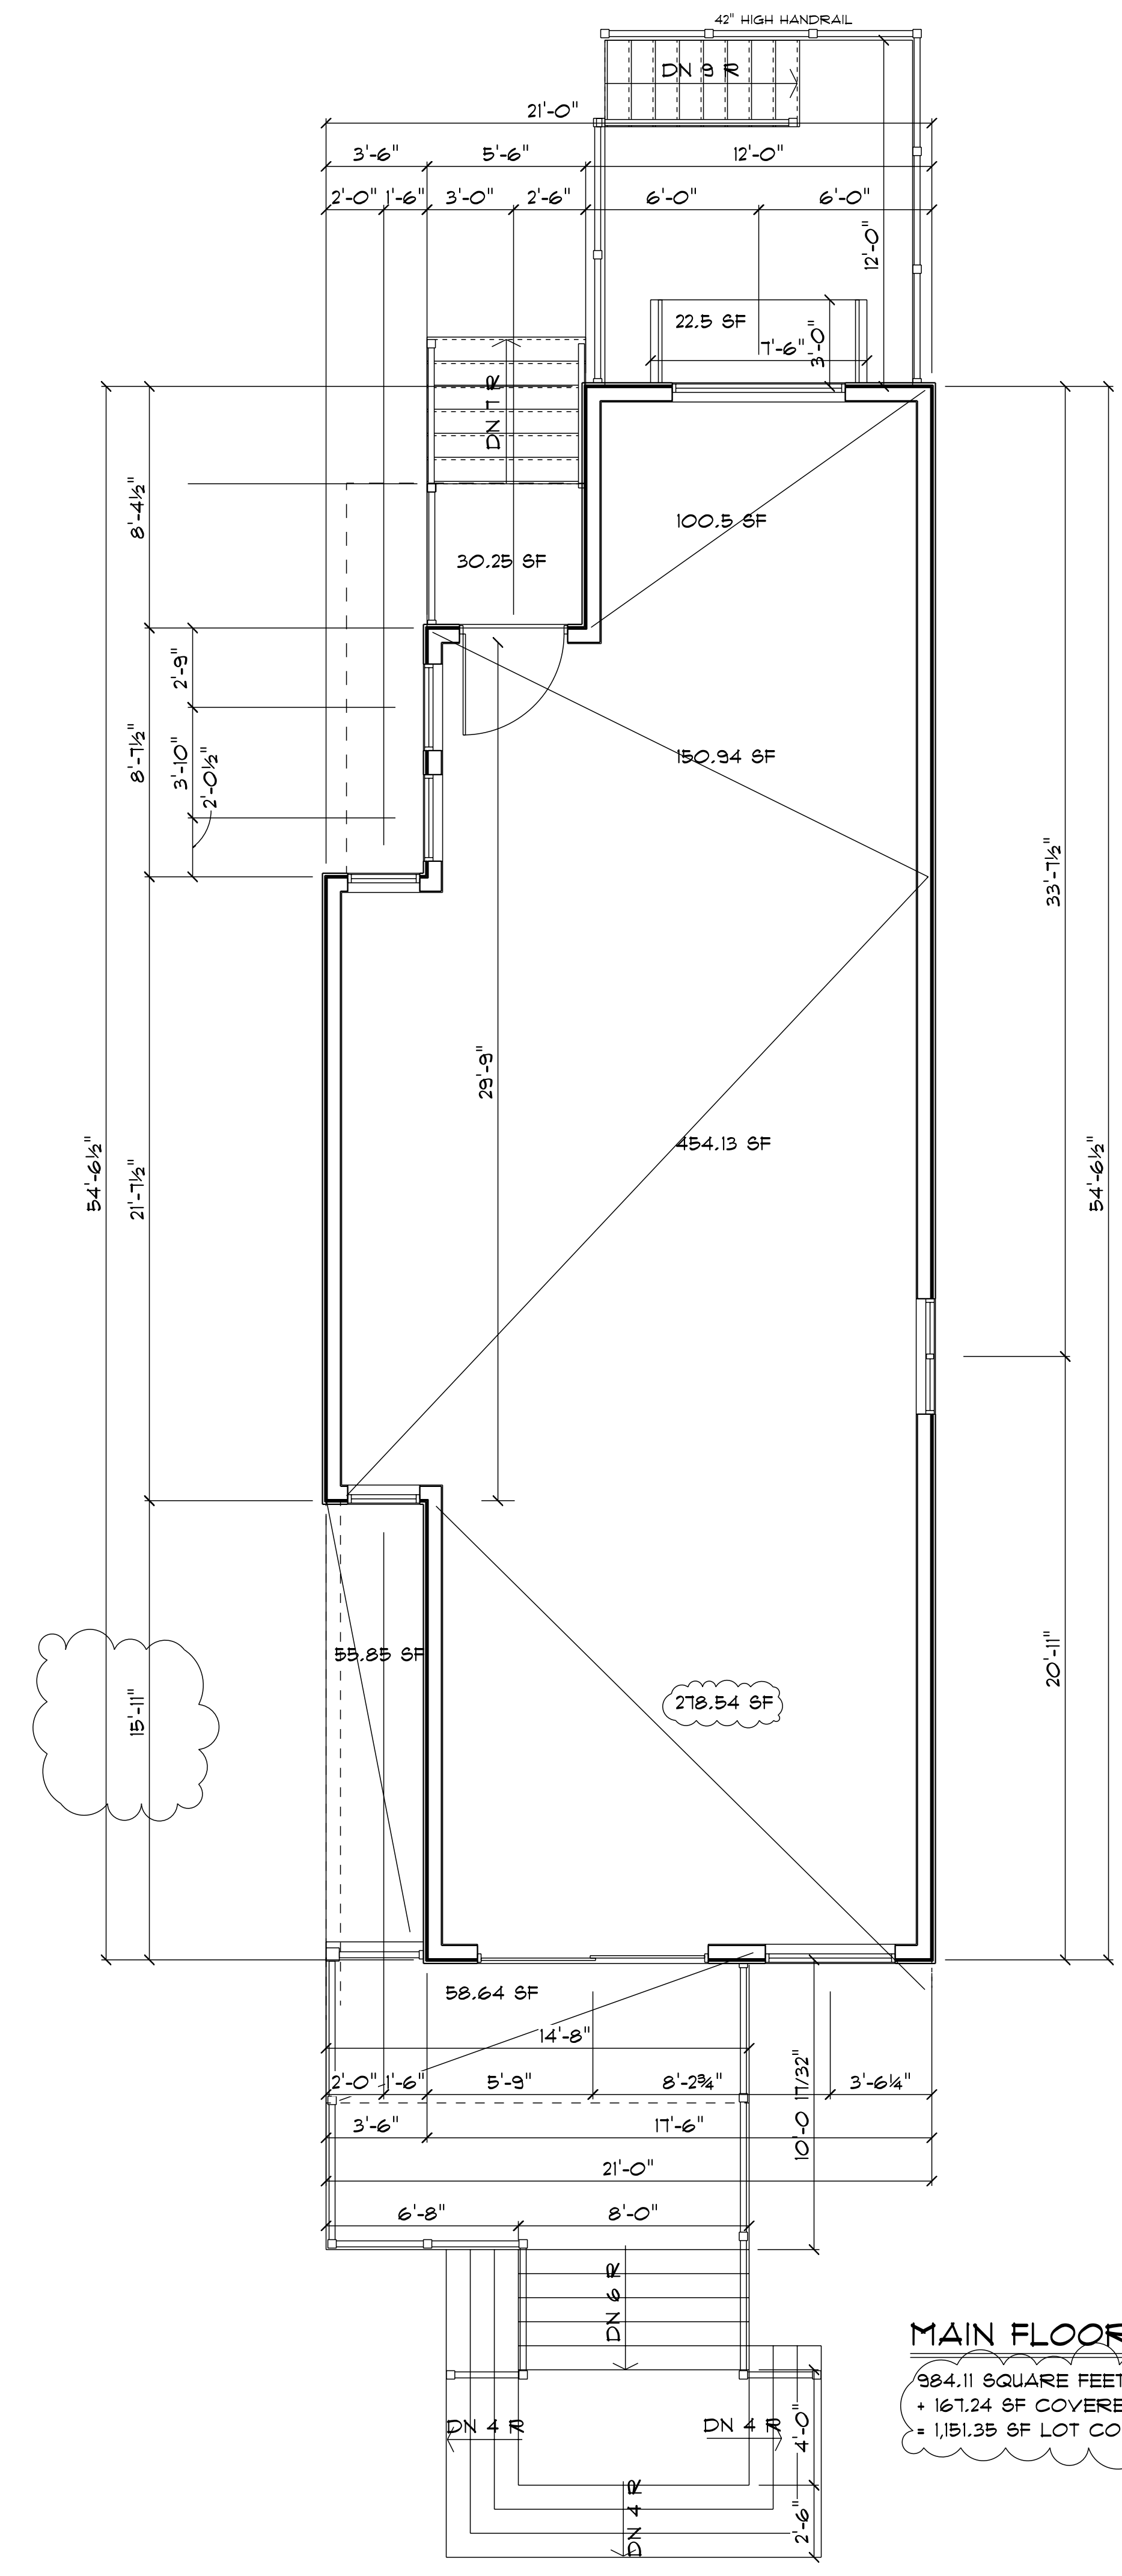 42" HIGH HANDRAIL
DN 9 R
21'-0"
3'-6" 5'-6" 12'-0"
2'-0" 1'-6" 3'-0" 2'-6" 6'-0" 6'-0"
12'-0"
22.5 SF
7'-6"
3'-0"
DN 7 R
8'-4½"
100.5 SF
30.25 SF
2'-9"
8'-7½"
3'-10"
2'-0½"
150.94 SF
33'-7½"
29'-9"
454.13 SF
54'-6½"
21'-7½"
54'-6½"
55.85 SF
20'-11"
15'-11"
278.54 SF
58.64 SF
14'-8"
2'-0" 1'-6" 5'-9" 8'-2¾" 3'-6¼"
10'-0 17/32"
3'-6" 17'-6"
21'-0"
6'-8" 8'-0"
DN 6 R
MAIN FLOOR
984.11 SQUARE FEET
+ 167.24 SF COVERE
= 1,151.35 SF LOT CO
DN 4 R DN 4 R
4'-0"
DN 4 R
2'-6"